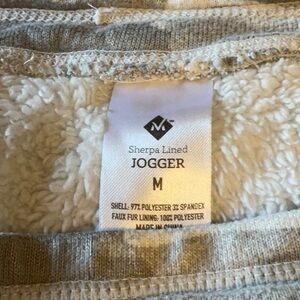 M
Sherpa Lined
JOGGER
M
SHELL: 97% POLYESTER 3% SPANDEX
FAUX FUR LINING: 100% POLYESTER
MADE IN CHINA